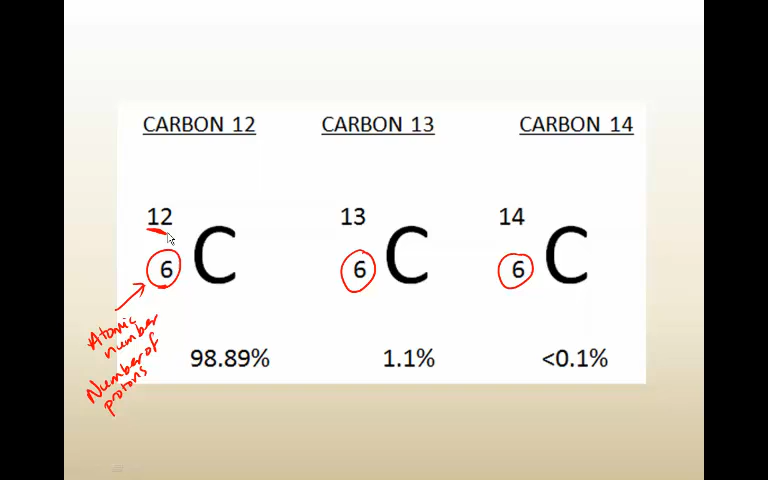 CARBON 12 CARBON 13 CARBON 14
12 13 14
6 C 6 C 6 C
Atomic
number
Number of
protons
98.89% 1.1% <0.1%